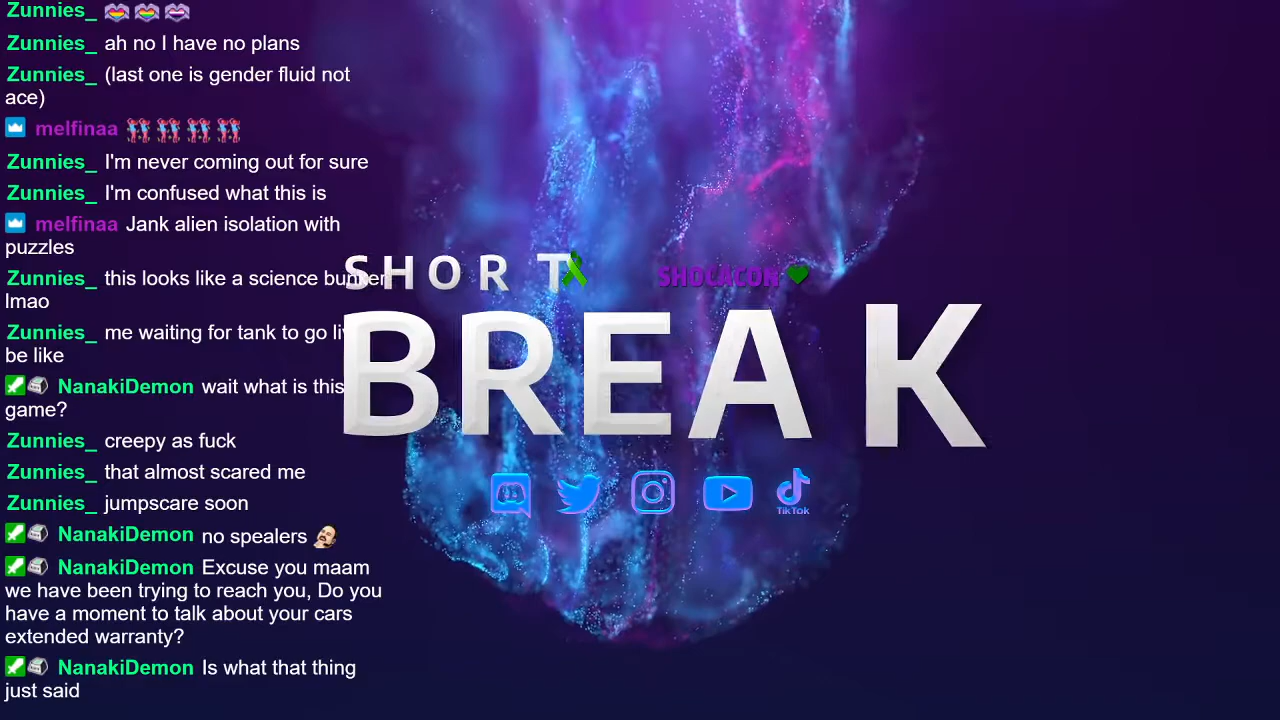 Zunnies_
Zunnies_ ah no I have no plans
Zunnies_ (last one is gender fluid not
ace)
melfinaa
Zunnies_ I'm never coming out for sure
Zunnies_ I'm confused what this is
melfinaa Jank alien isolation with
puzzles
Zunnies_ this looks like a science bunker
lmao
Zunnies_ me waiting for tank to go liv
be like
NanakiDemon wait what is this
game?
Zunnies_ creepy as fuck
Zunnies_ that almost scared me
Zunnies_ jumpscare soon
NanakiDemon no spealers
NanakiDemon Excuse you maam
we have been trying to reach you, Do you
have a moment to talk about your cars
extended warranty?
NanakiDemon Is what that thing
just said
SHORT
SHOCACON
BREAK
TikTok